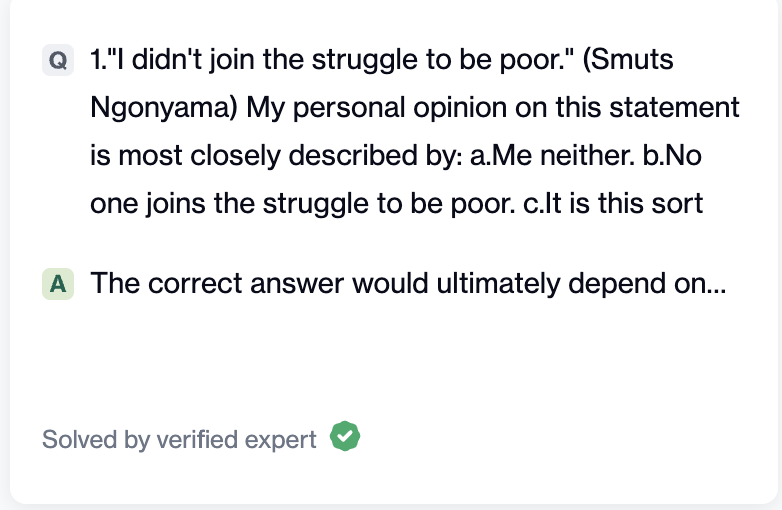 Q 1."I didn't join the struggle to be poor." (Smuts
Ngonyama) My personal opinion on this statement
is most closely described by: a.Me neither. b.No
one joins the struggle to be poor. c.It is this sort
A The correct answer would ultimately depend on...
Solved by verified expert